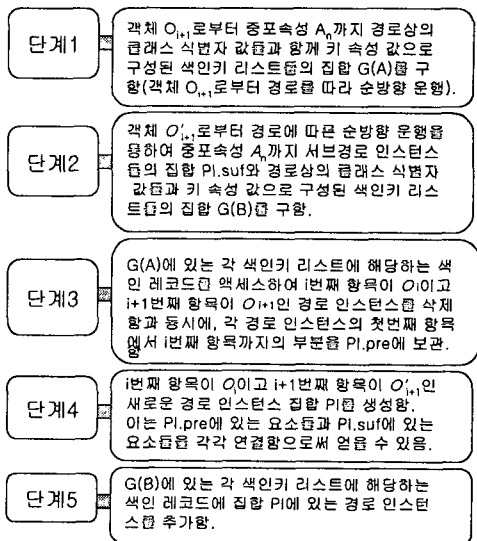 단계1
객체 O_{i+1}로부터 중포속성 A_n까지 경로상의
클래스 식별자 값들과 함께 키 속성 값으로
구성된 색인키 리스트들의 집합 G(A)를 구
함(객체 O_{i+1}로부터 경로를 따라 순방향 운행).
단계2
객체 O'_{i+1}로부터 경로에 따른 순방향 운행을
통하여 중포속성 A_n까지 서브경로 인스턴스
들의 집합 PI.suf와 경로상의 클래스 식별자
값들과 키 속성 값으로 구성된 색인키 리스
트들의 집합 G(B)를 구함.
단계3
G(A)에 있는 각 색인키 리스트에 해당하는 색
인 레코드를 액세스하여 i번째 항목이 O_i이고
i+1번째 항목이 O_{i+1}인 경로 인스턴스를 삭제
함과 동시에, 각 경로 인스턴스의 첫번째 항목
에서 i번째 항목까지의 부분을 PI.pre에 보관.
함
단계4
i번째 항목이 O_i이고 i+1번째 항목이 O'_{i+1}인
새로운 경로 인스턴스 집합 PI를 생성함.
이는 PI.pre에 있는 요소들과 PI.suf에 있는
요소들을 각각 연결함으로써 얻을 수 있음.
단계5
G(B)에 있는 각 색인키 리스트에 해당하는
색인 레코드에 집합 PI에 있는 경로 인스턴
스를 추가함.